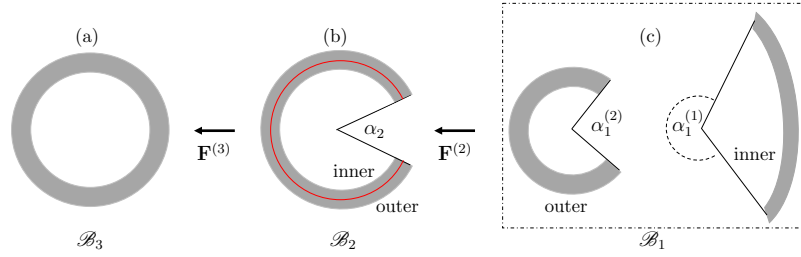 (a)
(b)
(c)
α₂
α₁⁽²⁾
α₁⁽¹⁾
F⁽³⁾
F⁽²⁾
inner
inner
outer
outer
ℬ₃
ℬ₂
ℬ₁